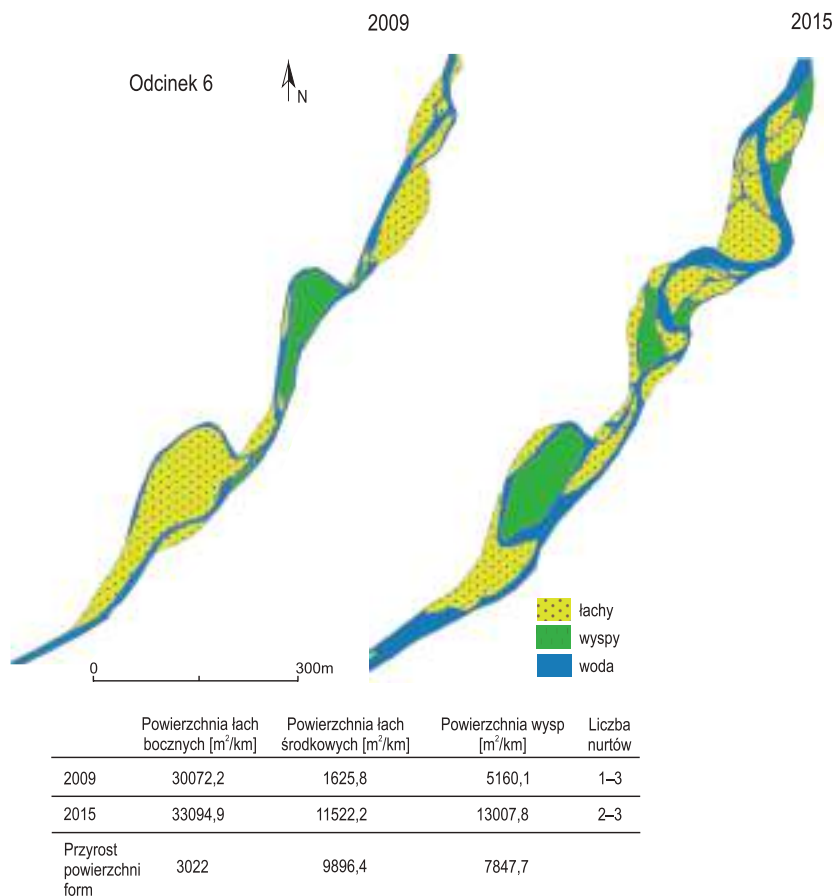 2009
2015
Odcinek 6
N
łachy
wyspy
woda
0 300m
Powierzchnia łach bocznych [m²/km] Powierzchnia łach środkowych [m²/km] Powierzchnia wysp [m²/km] Liczba nurtów
2009 30072,2 1625,8 5160,1 1–3
2015 33094,9 11522,2 13007,8 2–3
Przyrost powierzchni form 3022 9896,4 7847,7